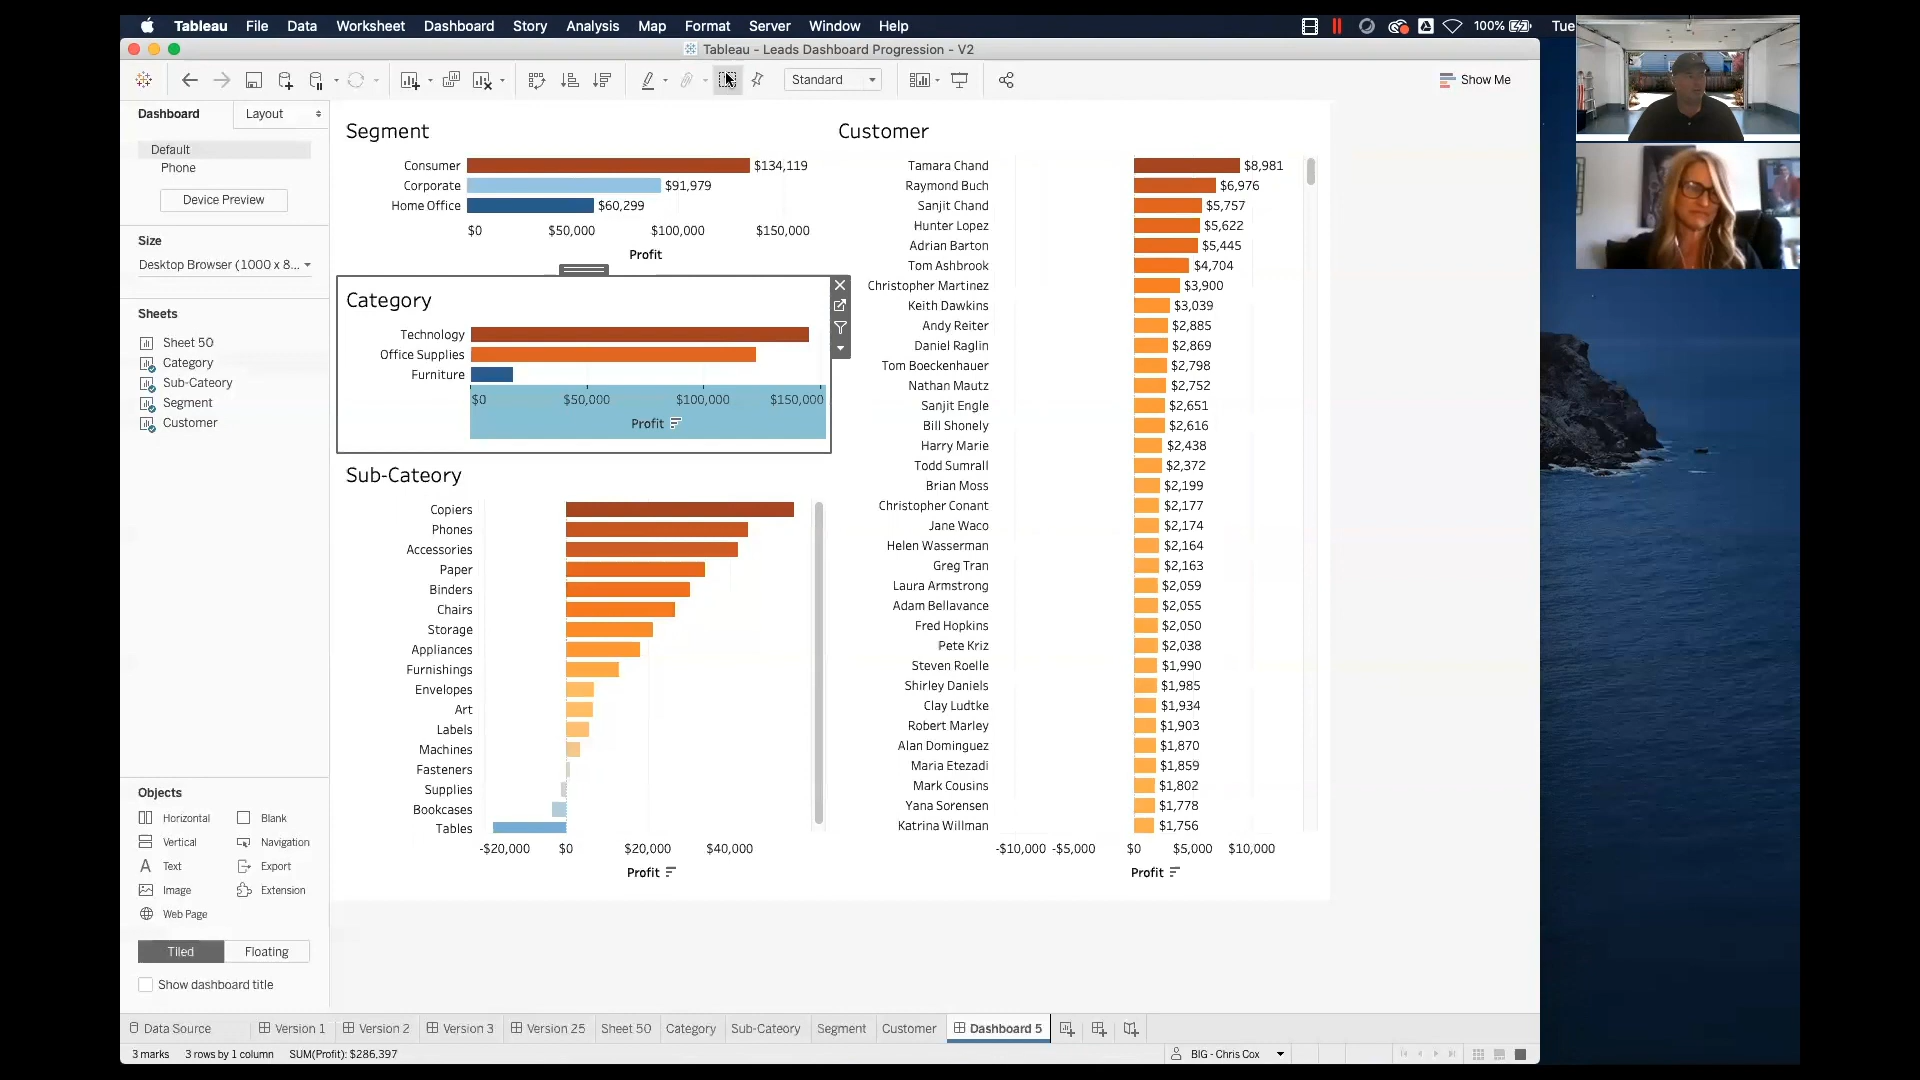 Tableau File Data Worksheet Dashboard Story Analysis Map Format Server Window Help 100% Tue
Tableau - Leads Dashboard Progression - V2
Standard Show Me
Dashboard Layout
Default
Phone
Device Preview
Size
Desktop Browser (1000 x 8...
Sheets
Sheet 50
Category
Sub-Cateory
Segment
Customer
Objects
Horizontal Blank
Vertical Navigation
Text Export
Image Extension
Web Page
Tiled Floating
Show dashboard title
Segment
Consumer $134,119
Corporate $91,979
Home Office $60,299
$0 $50,000 $100,000 $150,000
Profit
Category
Technology
Office Supplies
Furniture
$0 $50,000 $100,000 $150,000
Profit
Sub-Cateory
Copiers
Phones
Accessories
Paper
Binders
Chairs
Storage
Appliances
Furnishings
Envelopes
Art
Labels
Machines
Fasteners
Supplies
Bookcases
Tables
-$20,000 $0 $20,000 $40,000
Profit
Customer
Tamara Chand $8,981
Raymond Buch $6,976
Sanjit Chand $5,757
Hunter Lopez $5,622
Adrian Barton $5,445
Tom Ashbrook $4,704
Christopher Martinez $3,900
Keith Dawkins $3,039
Andy Reiter $2,885
Daniel Raglin $2,869
Tom Boeckenhauer $2,798
Nathan Mautz $2,752
Sanjit Engle $2,651
Bill Shonely $2,616
Harry Marie $2,438
Todd Sumrall $2,372
Brian Moss $2,199
Christopher Conant $2,177
Jane Waco $2,174
Helen Wasserman $2,164
Greg Tran $2,163
Laura Armstrong $2,059
Adam Bellavance $2,055
Fred Hopkins $2,050
Pete Kriz $2,038
Steven Roelle $1,990
Shirley Daniels $1,985
Clay Ludtke $1,934
Robert Marley $1,903
Alan Dominguez $1,870
Maria Etezadi $1,859
Mark Cousins $1,802
Yana Sorensen $1,778
Katrina Willman $1,756
-$10,000 -$5,000 $0 $5,000 $10,000
Profit
Data Source Version 1 Version 2 Version 3 Version 25 Sheet 50 Category Sub-Cateory Segment Customer Dashboard 5
3 marks 3 rows by 1 column SUM(Profit): $286,397 BIG - Chris Cox